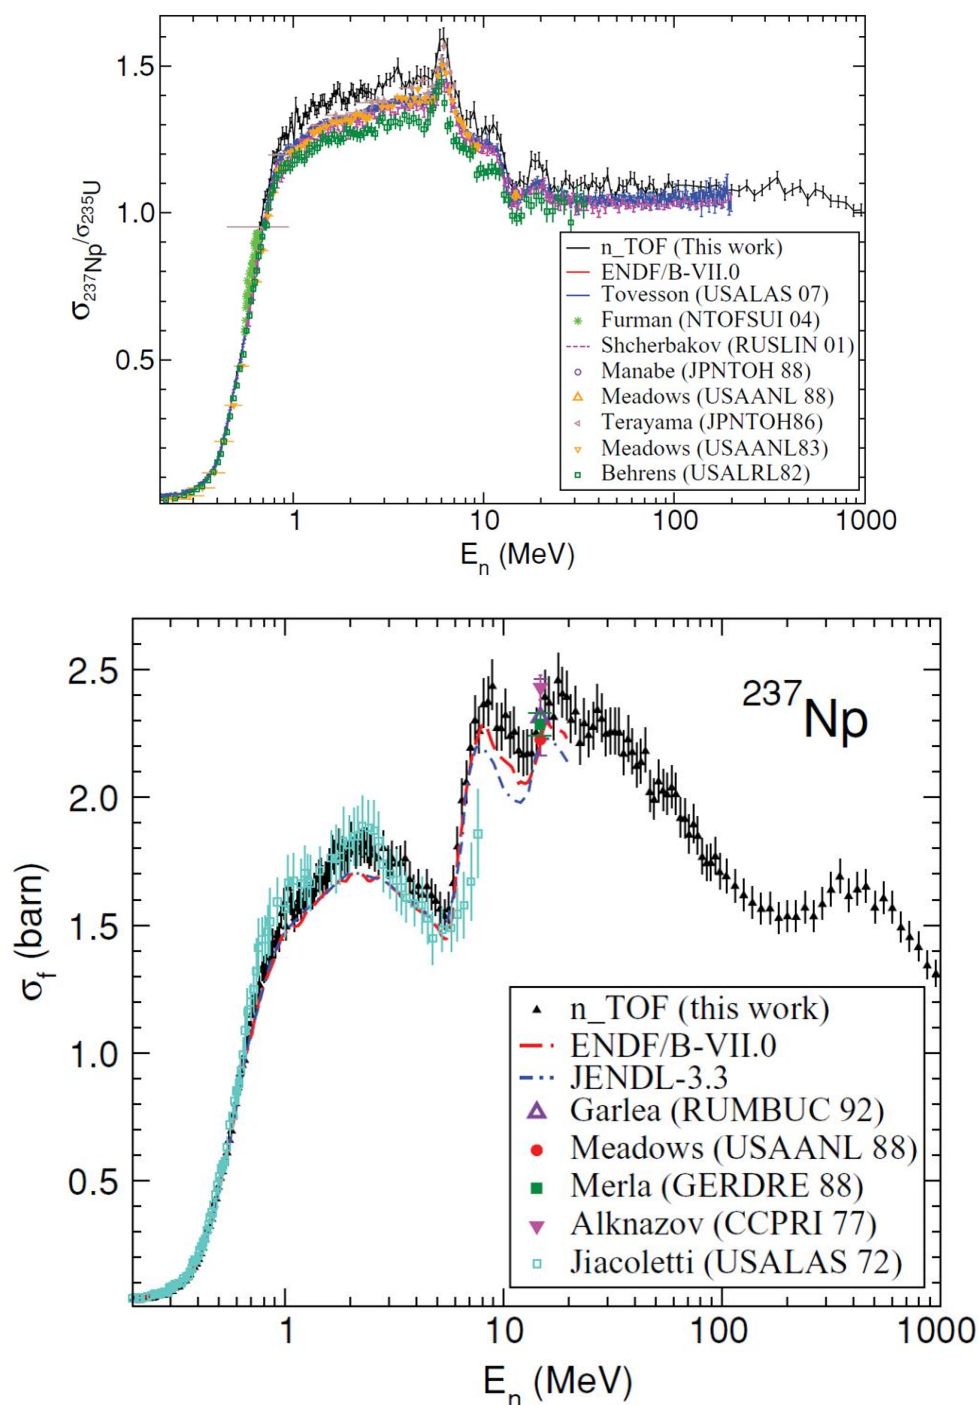 1.5
1.0
0.5
σ237Np/σ235U
n_TOF (This work)
ENDF/B-VII.0
Tovesson (USALAS 07)
Furman (NTOFSUI 04)
Shcherbakov (RUSLIN 01)
Manabe (JPNTOH 88)
Meadows (USAANL 88)
Terayama (JPNTOH86)
Meadows (USAANL83)
Behrens (USALRL82)
1 10 100 1000
En (MeV)
2.5
2.0
1.5
1.0
0.5
σf (barn)
237Np
n_TOF (this work)
ENDF/B-VII.0
JENDL-3.3
Garlea (RUMBUC 92)
Meadows (USAANL 88)
Merla (GERDRE 88)
Alknazov (CCPRI 77)
Jiacoletti (USALAS 72)
1 10 100 1000
En (MeV)